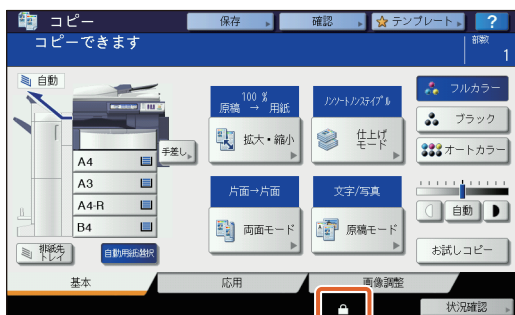 コピー
保存
確認
テンプレート
?
コピーできます
部数
1
自動
100 %
原稿 → 用紙
ノンソート/ノンステイプル
フルカラー
拡大・縮小
仕上げ
モード
ブラック
手差し
オートカラー
A4
A3
A4-R
B4
片面→片面
文字/写真
両面モード
原稿モード
自動
排紙先
トレイ
自動用紙選択
お試しコピー
基本
応用
画像調整
状況確認